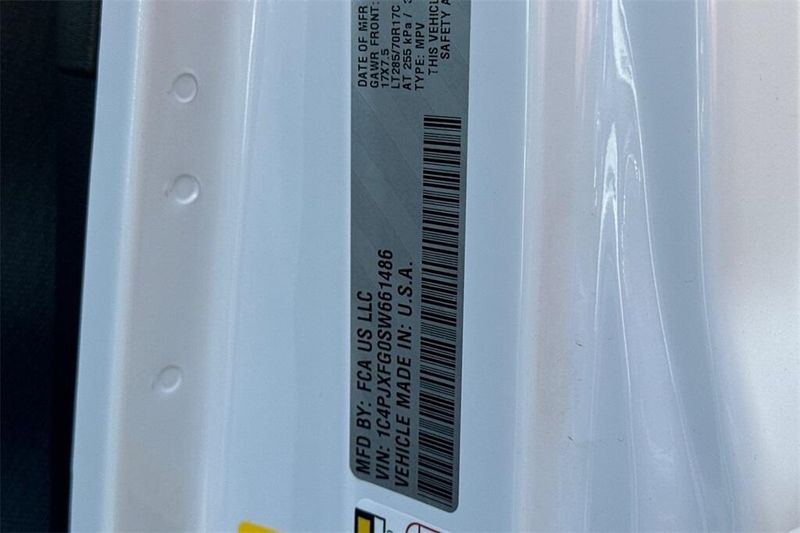 MFD BY: FCA US LLC
VIN: 1C4PJXFG0SW661486
VEHICLE MADE IN: U.S.A.
DATE OF MFR
GAWR FRONT:
17X7.5
LT285/70R17C
AT 255 kPa /
TYPE: MPV
THIS VEHICLE
SAFETY A